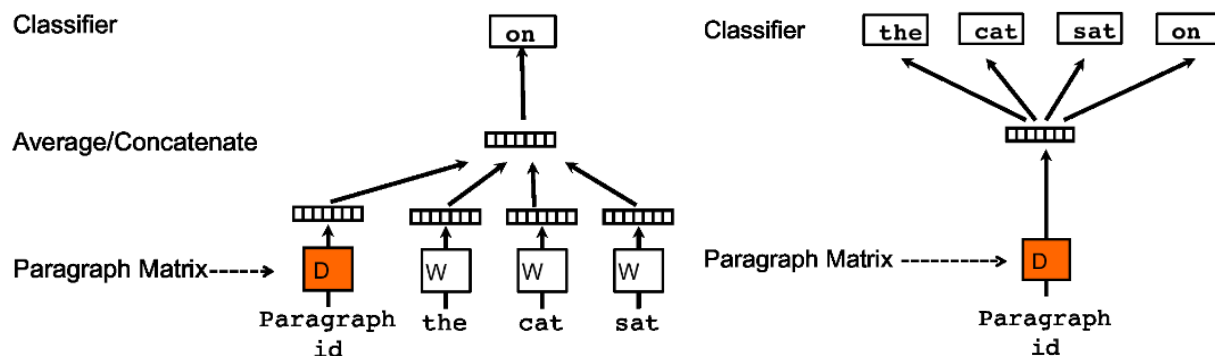 Classifier
on
Average/Concatenate
Paragraph Matrix
D
W
W
W
Paragraph
id
the
cat
sat
Classifier
the
cat
sat
on
Paragraph Matrix
D
Paragraph
id